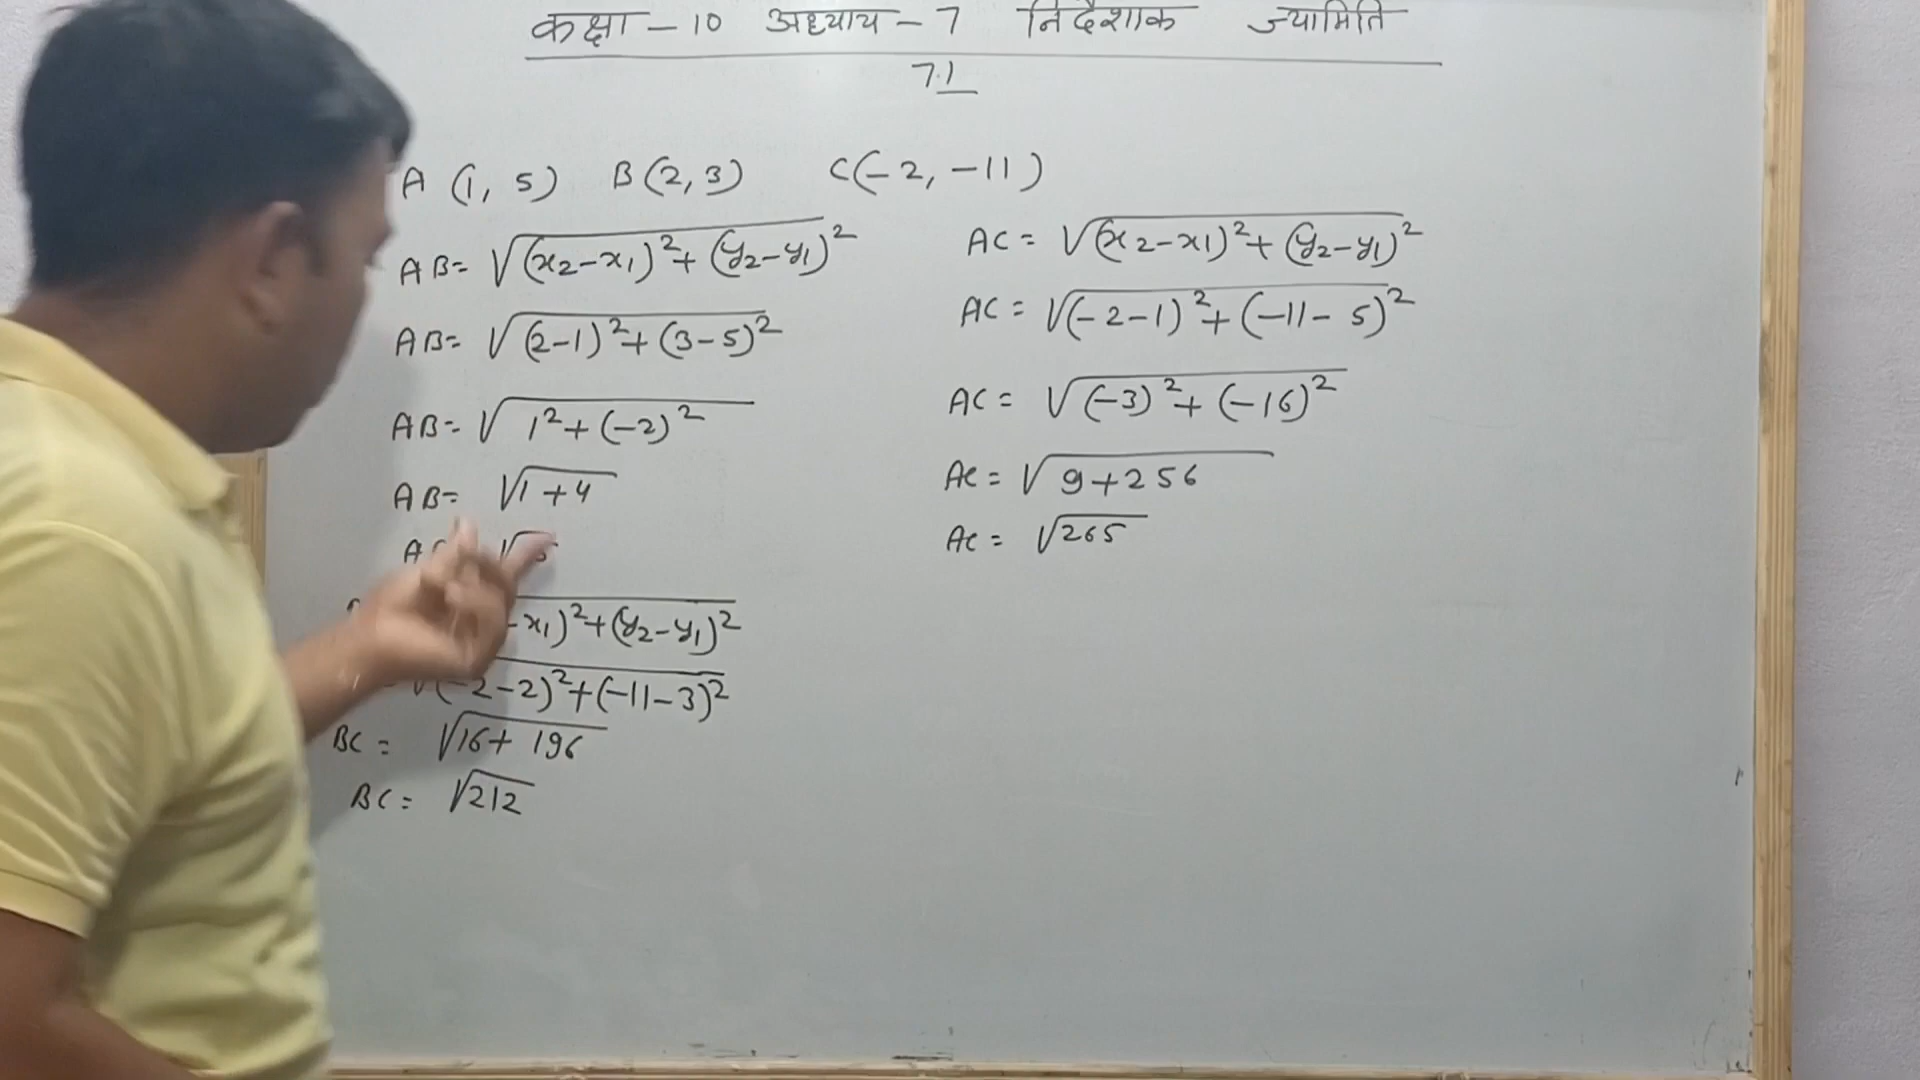 कक्षा – 10 अध्याय – 7 निर्देशांक ज्यामिति
7.1
A (1, 5) B (2, 3) C(-2, -11)
AB= √(x₂-x₁)²+(y₂-y₁)²
AB= √(2-1)²+(3-5)²
AB= √1²+(-2)²
AB= √1+4
-x₁)²+(y₂-y₁)²
-2)²+(-11-3)²
BC = √16+ 196
BC = √212
AC = √(x₂-x₁)²+(y₂-y₁)²
AC = √(-2-1)²+(-11-5)²
AC = √(-3)²+(-16)²
AC = √9+256
AC = √265